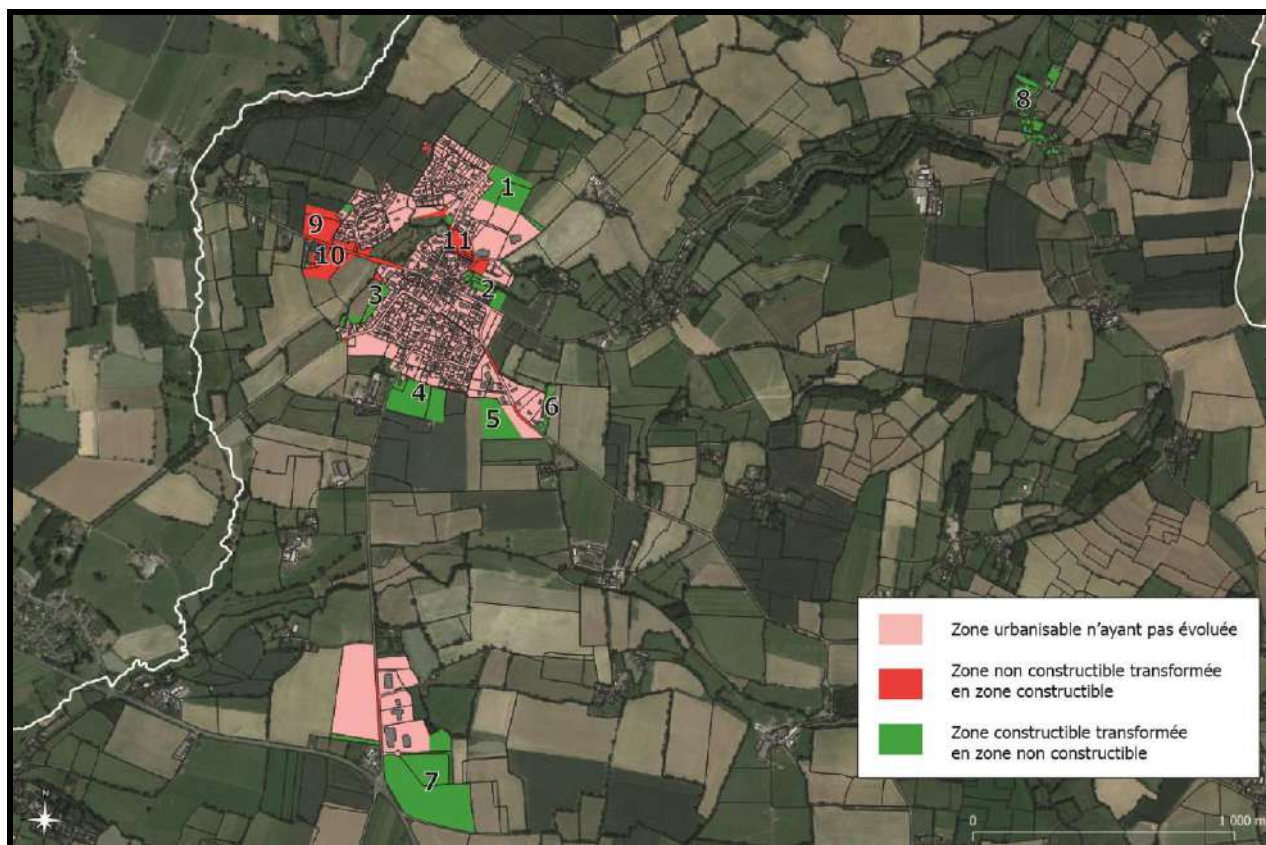 8
1
9
11
10
2
3
4
5
6
7
Zone urbanisable n'ayant pas évoluée
Zone non constructible transformée
en zone constructible
Zone constructible transformée
en zone non constructible
N
0 1 000 m